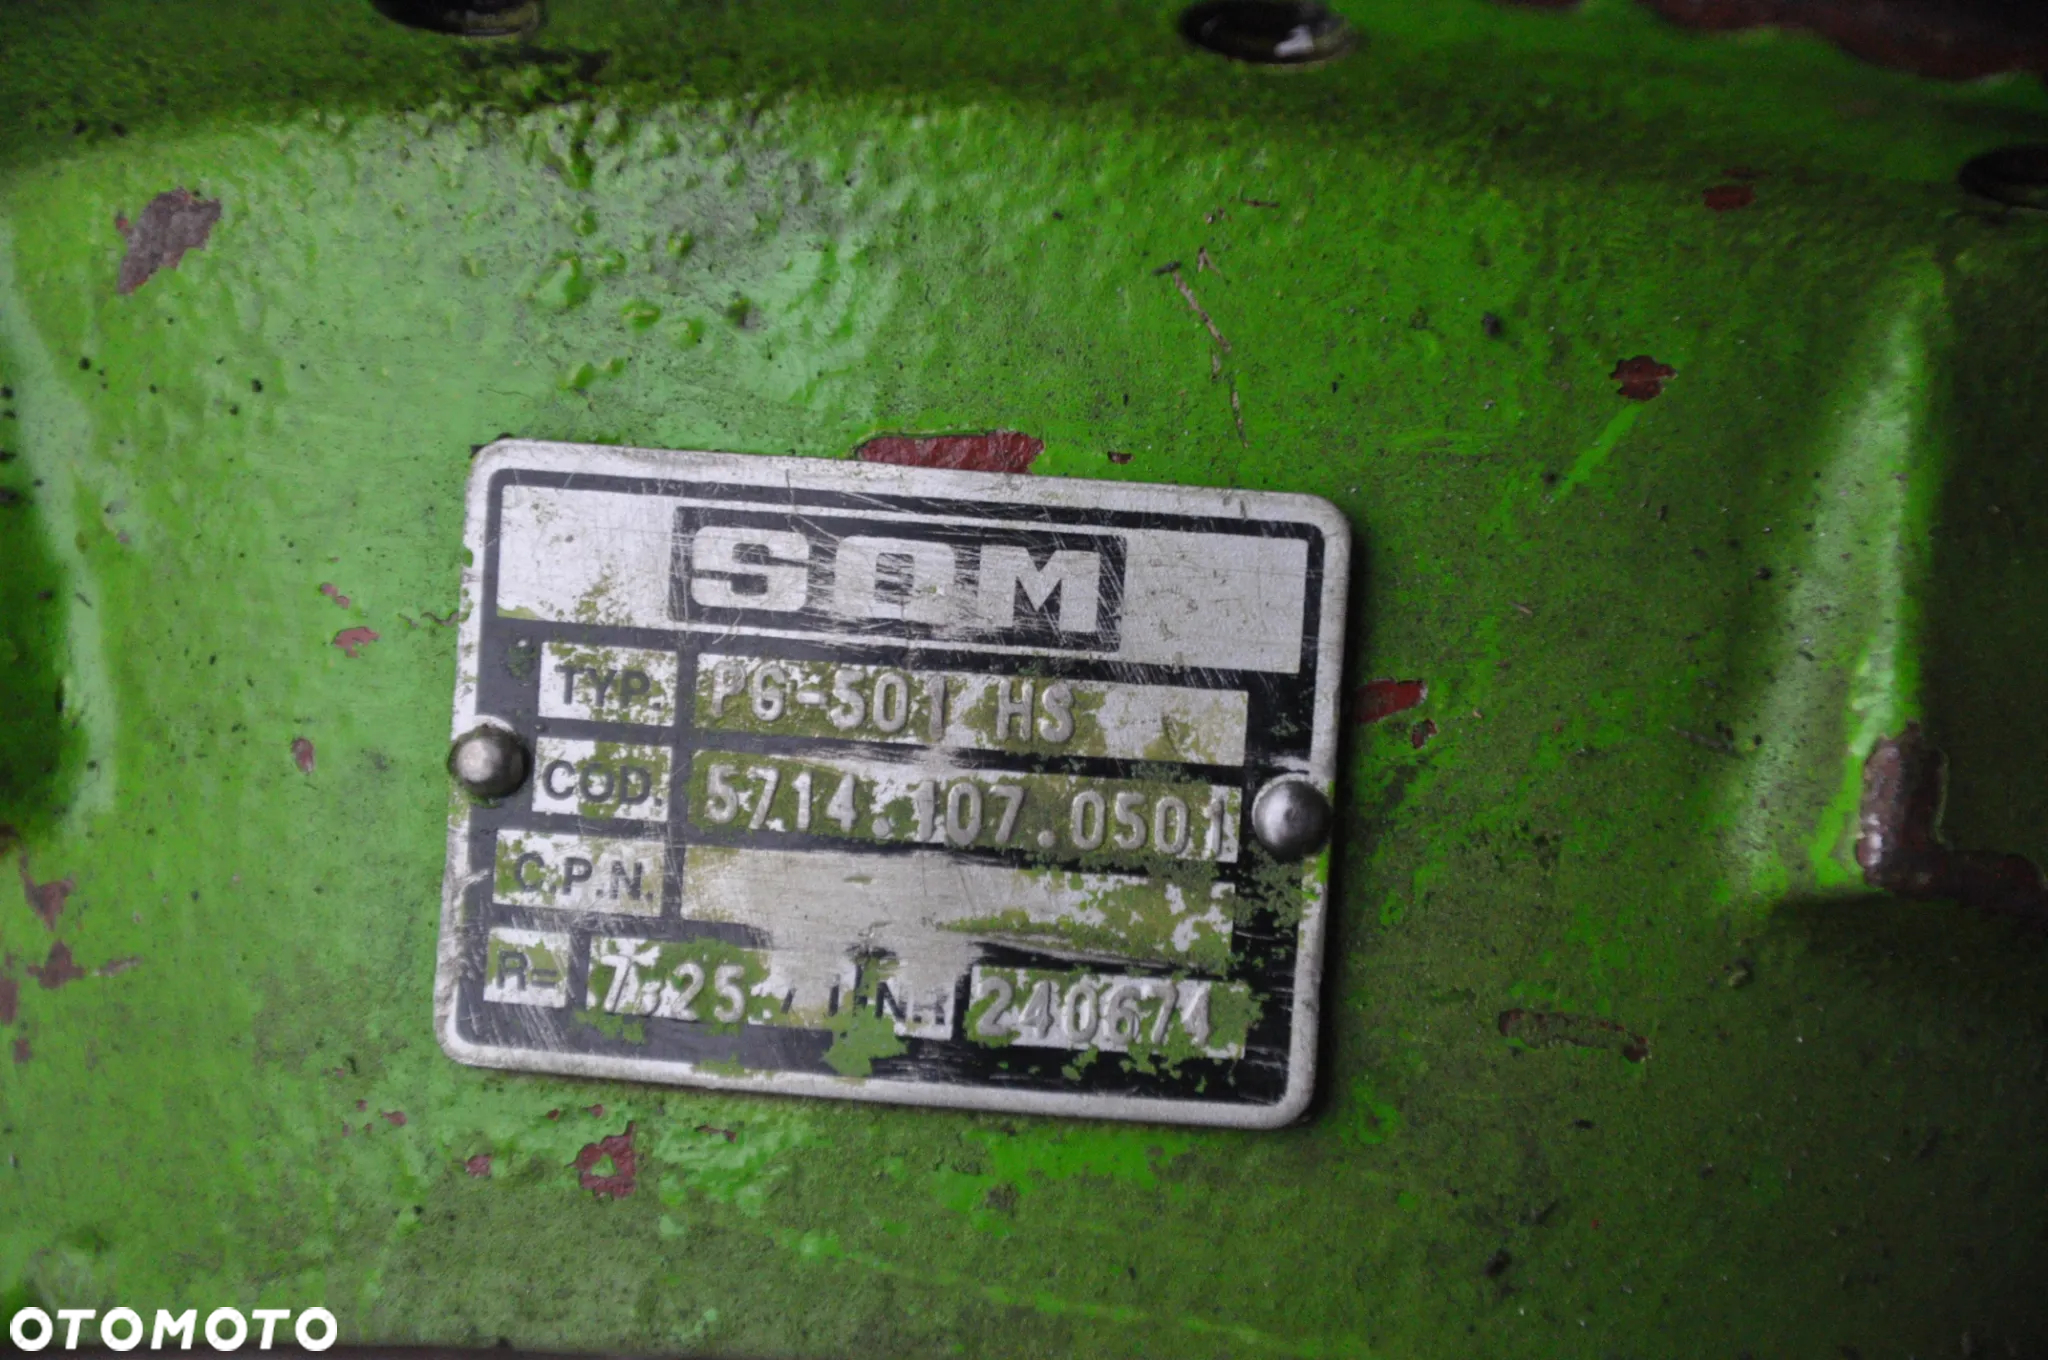 SOM
TYP. PG-501 HS
COD. 5714.107.0501
C.P.N.
R= 7.25 240671
OTOMOTO